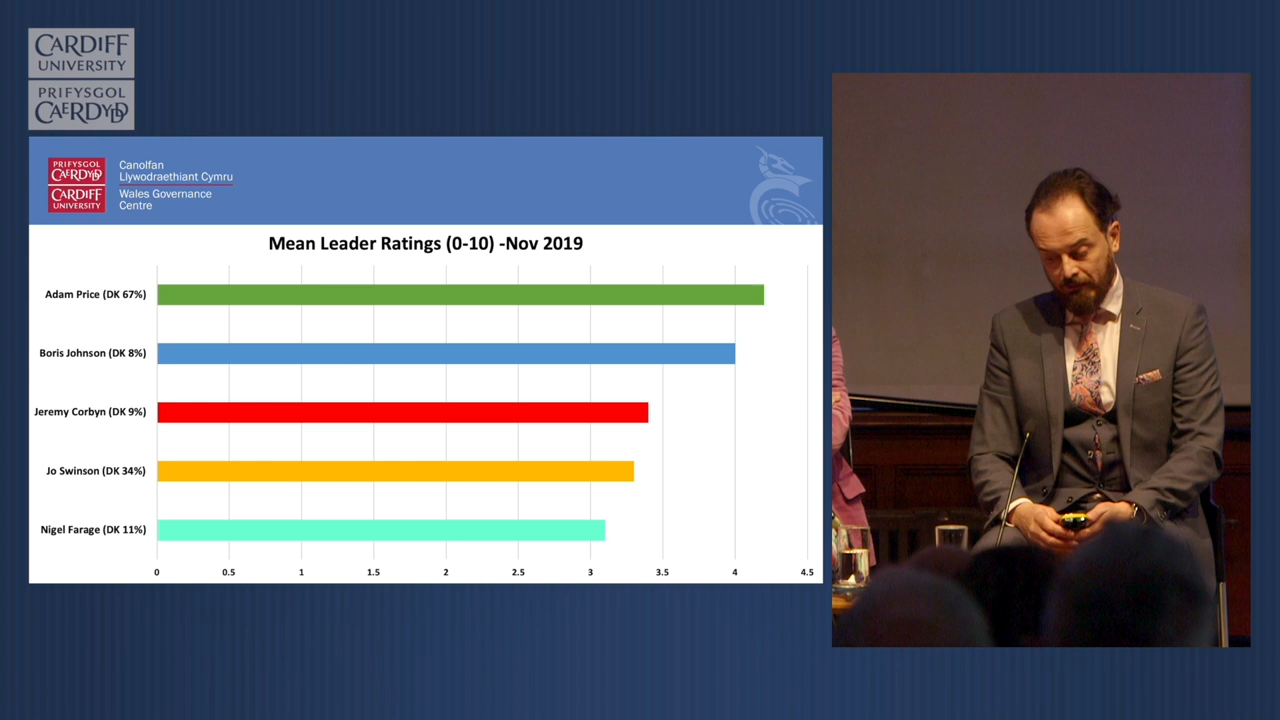 CARDIFF
UNIVERSITY
PRIFYSGOL
CAERDYDD
PRIFYSGOL
CAERDYDD
CARDIFF
UNIVERSITY
Canolfan
Llywodraethiant Cymru
Wales Governance
Centre
Mean Leader Ratings (0-10) -Nov 2019
Adam Price (DK 67%)
Boris Johnson (DK 8%)
Jeremy Corbyn (DK 9%)
Jo Swinson (DK 34%)
Nigel Farage (DK 11%)
0 0.5 1 1.5 2 2.5 3 3.5 4 4.5